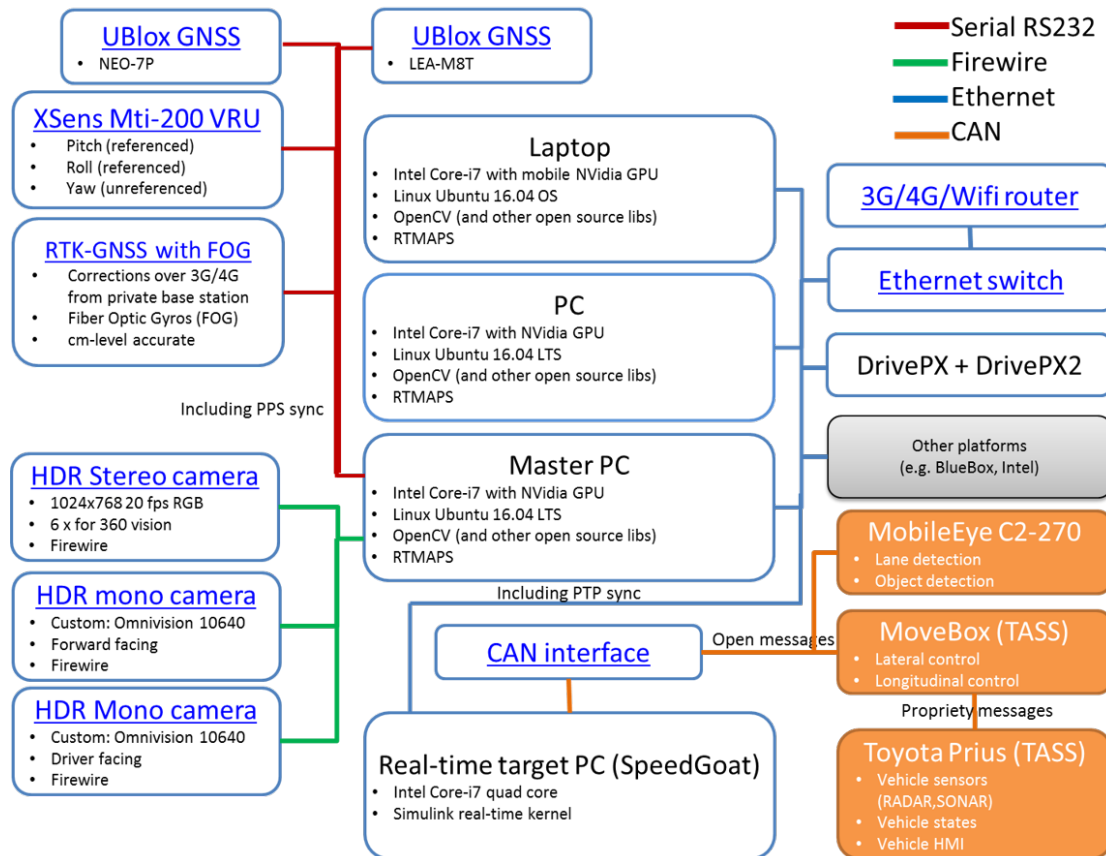 UBlox GNSS
• NEO-7P
UBlox GNSS
• LEA-M8T
Serial RS232
Firewire
Ethernet
CAN
XSens Mti-200 VRU
• Pitch (referenced)
• Roll (referenced)
• Yaw (unreferenced)
RTK-GNSS with FOG
• Corrections over 3G/4G
from private base station
• Fiber Optic Gyros (FOG)
• cm-level accurate
Including PPS sync
HDR Stereo camera
• 1024x768 20 fps RGB
• 6 x for 360 vision
• Firewire
HDR mono camera
• Custom: Omnivision 10640
• Forward facing
• Firewire
HDR Mono camera
• Custom: Omnivision 10640
• Driver facing
• Firewire
Laptop
• Intel Core-i7 with mobile NVidia GPU
• Linux Ubuntu 16.04 OS
• OpenCV (and other open source libs)
• RTMAPS
PC
• Intel Core-i7 with NVidia GPU
• Linux Ubuntu 16.04 LTS
• OpenCV (and other open source libs)
• RTMAPS
Master PC
• Intel Core-i7 with NVidia GPU
• Linux Ubuntu 16.04 LTS
• OpenCV (and other open source libs)
• RTMAPS
Including PTP sync
CAN interface
Open messages
Real-time target PC (SpeedGoat)
• Intel Core-i7 quad core
• Simulink real-time kernel
3G/4G/Wifi router
Ethernet switch
DrivePX + DrivePX2
Other platforms
(e.g. BlueBox, Intel)
MobileEye C2-270
• Lane detection
• Object detection
MoveBox (TASS)
• Lateral control
• Longitudinal control
Propriety messages
Toyota Prius (TASS)
• Vehicle sensors
(RADAR,SONAR)
• Vehicle states
• Vehicle HMI